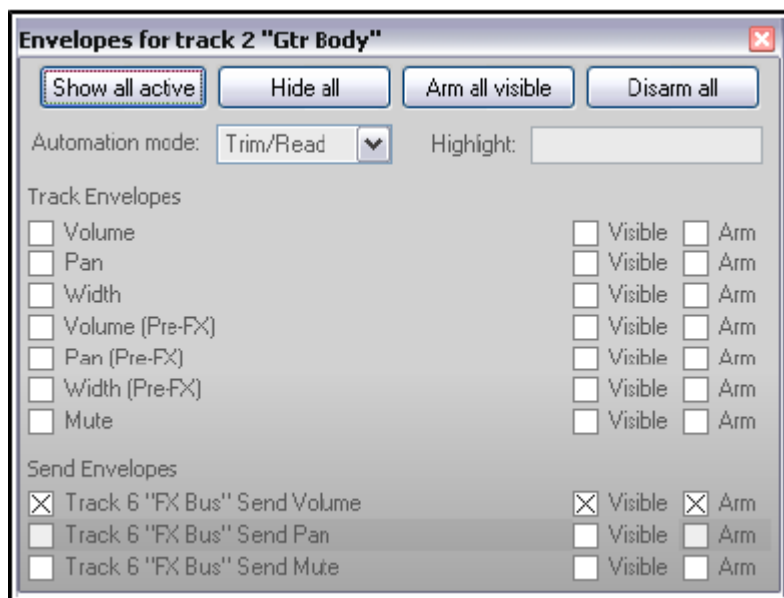 Envelopes for track 2 "Gtr Body"
Show all active Hide all Arm all visible Disarm all
Automation mode: Trim/Read Highlight:
Track Envelopes
Volume Visible Arm
Pan Visible Arm
Width Visible Arm
Volume (Pre-FX) Visible Arm
Pan (Pre-FX) Visible Arm
Width (Pre-FX) Visible Arm
Mute Visible Arm
Send Envelopes
Track 6 "FX Bus" Send Volume Visible Arm
Track 6 "FX Bus" Send Pan Visible Arm
Track 6 "FX Bus" Send Mute Visible Arm